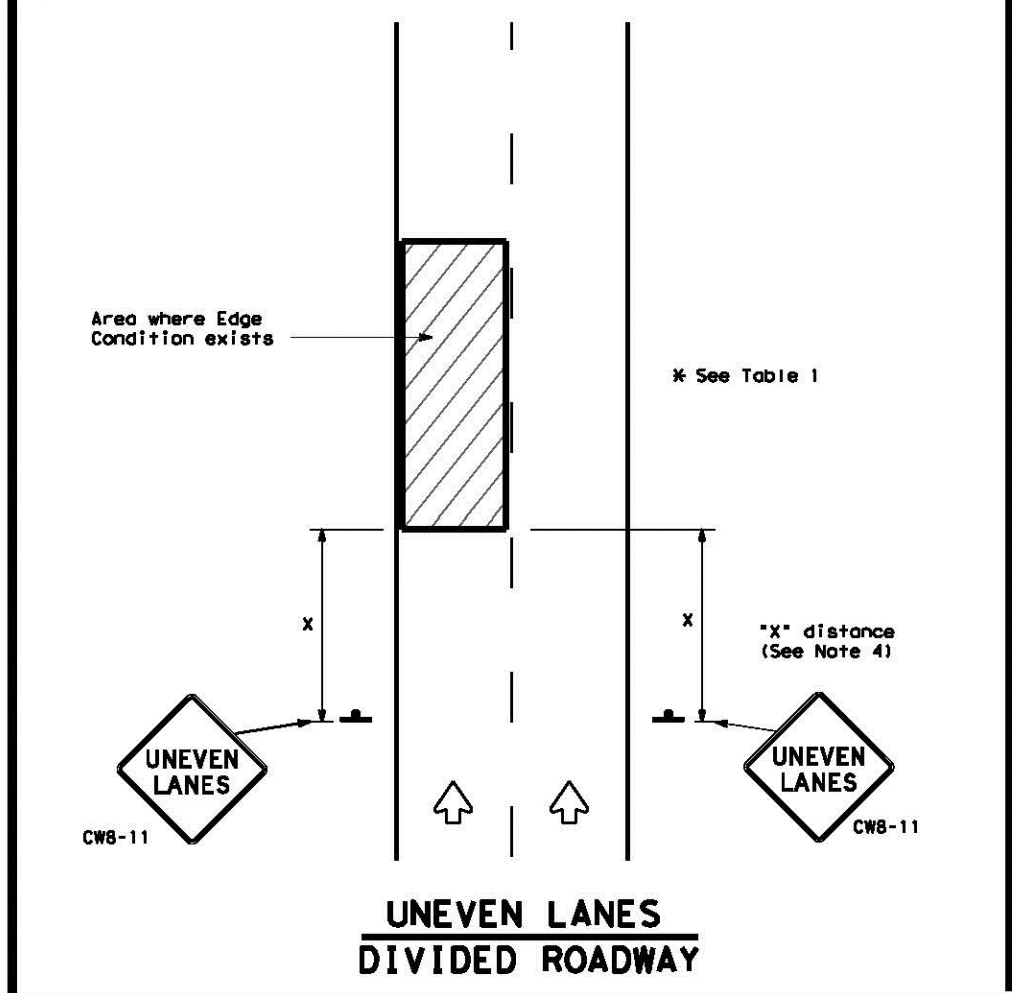 Area where Edge
Condition exists
* See Table 1
X
X
"X" distance
(See Note 4)
UNEVEN
LANES
CW8-11
UNEVEN
LANES
CW8-11
UNEVEN LANES
DIVIDED ROADWAY